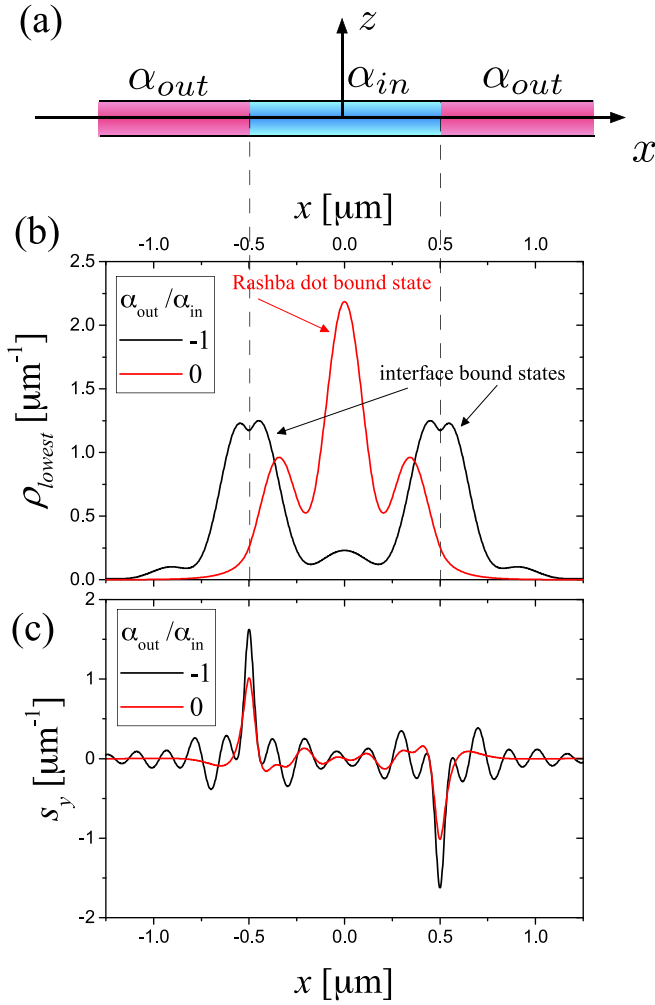 (a)
z
α_out α_in α_out
x
x [μm]
-1.0 -0.5 0.0 0.5 1.0
(b)
2.5
2.0
1.5
1.0
0.5
0.0
ρ_lowest [μm⁻¹]
α_out /α_in
-1
0
Rashba dot bound state
interface bound states
(c)
2
1
0
-1
-2
s_y [μm⁻¹]
α_out /α_in
-1
0
-1.0 -0.5 0.0 0.5 1.0
x [μm]